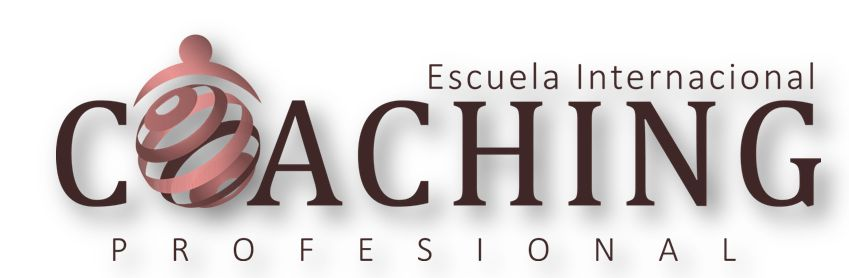 Escuela Internacional
COACHING
PROFESIONAL